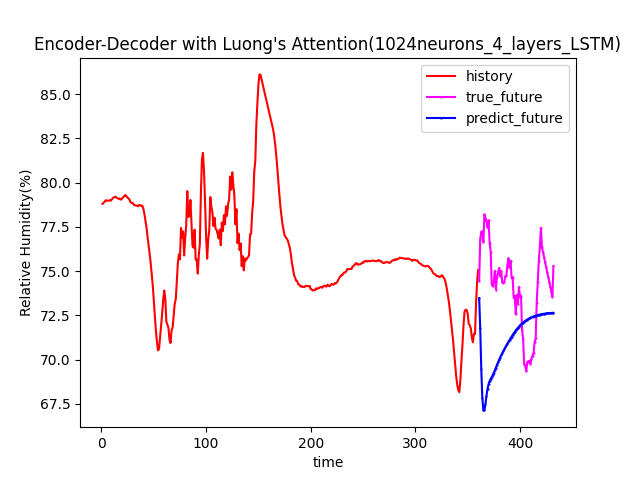 Encoder-Decoder with Luong's Attention(1024neurons_4_layers_LSTM)
history
true_future
predict_future
85.0
82.5
80.0
77.5
75.0
72.5
70.0
67.5
Relative Humidity(%)
0 100 200 300 400
time